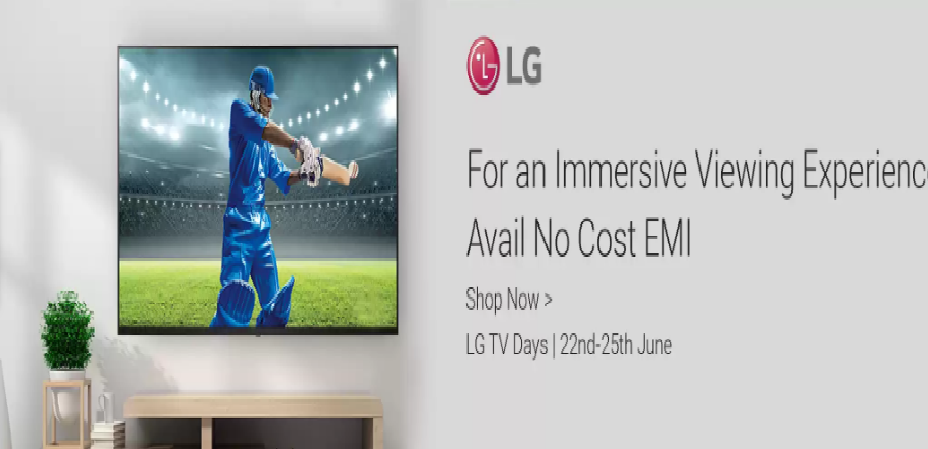 LG
For an Immersive Viewing Experienc
Avail No Cost EMI
Shop Now >
LG TV Days | 22nd-25th June